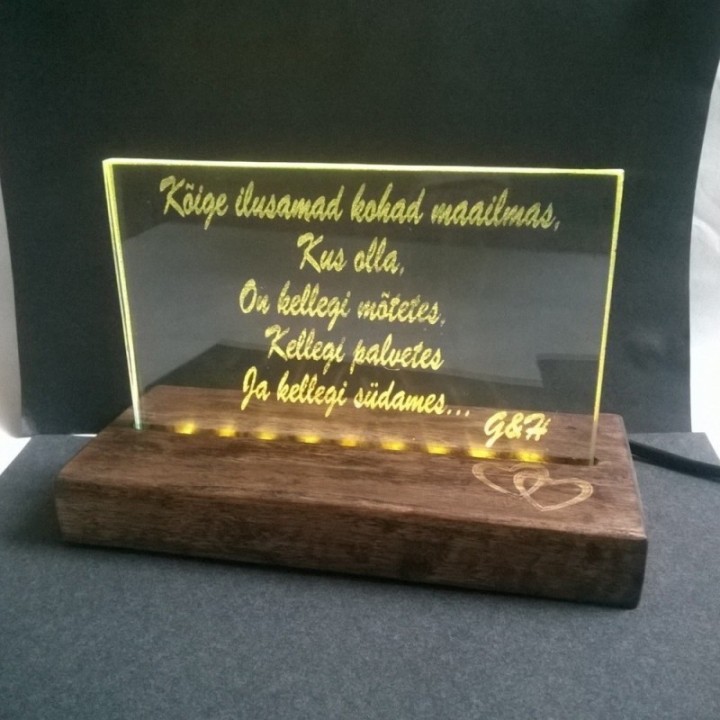 Kõige ilusamad kohad maailmas,
Kus olla,
On kellegi mõtetes,
Kellegi palvetes
Ja kellegi südames...
G&H